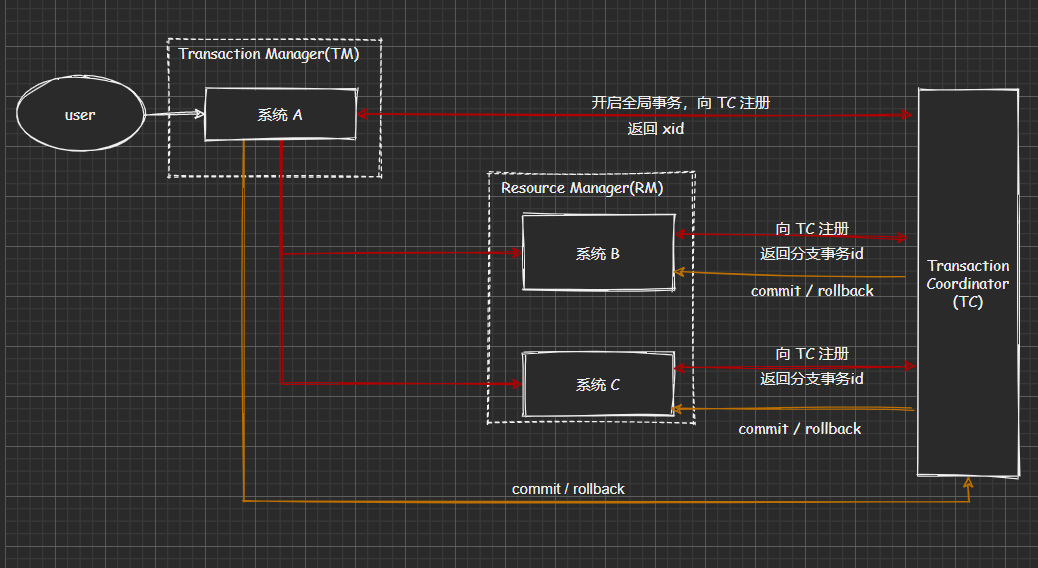 Transaction Manager(TM)
user
系统 A
开启全局事务，向 TC 注册
返回 xid
Resource Manager(RM)
系统 B
向 TC 注册
返回分支事务id
commit / rollback
Transaction
Coordinator
(TC)
系统 C
向 TC 注册
返回分支事务id
commit / rollback
commit / rollback